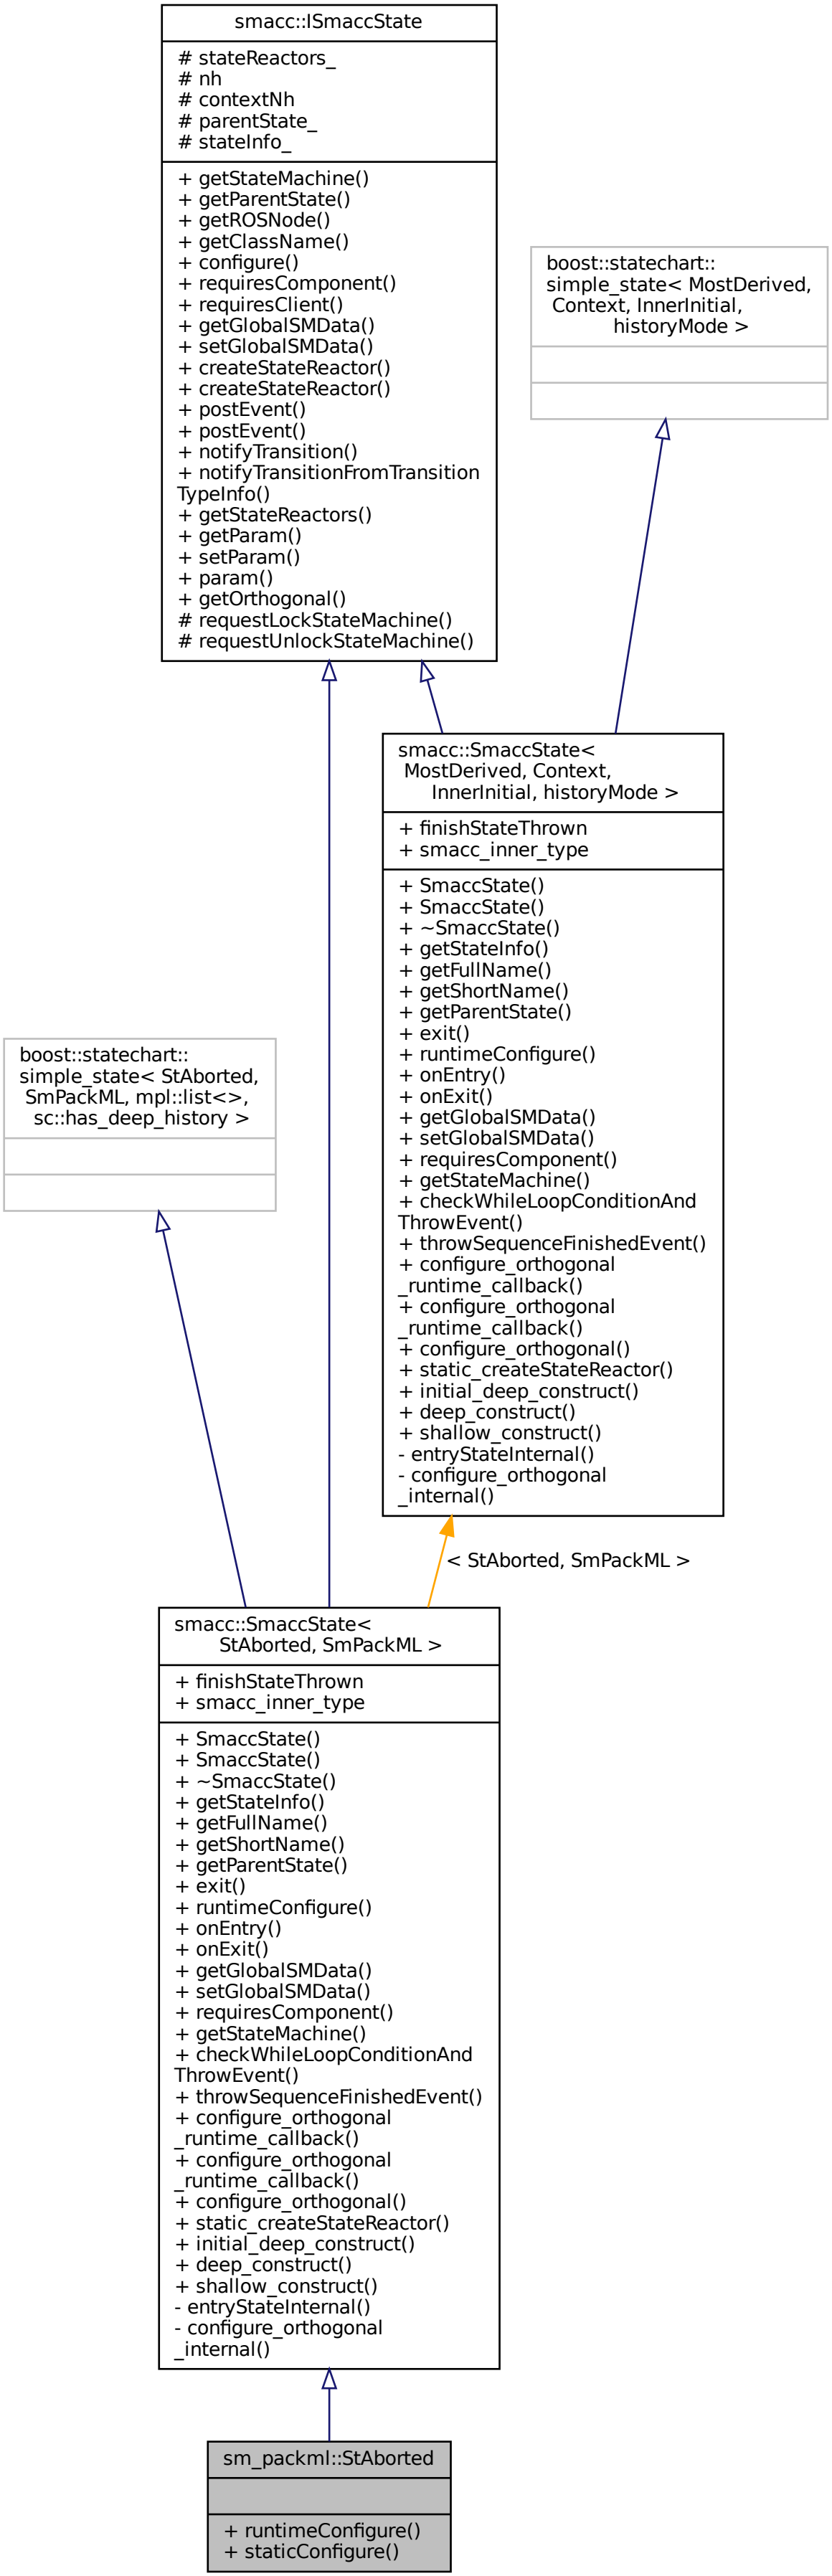 smacc::ISmaccState
# stateReactors_
# nh
# contextNh
# parentState_
# stateInfo_
+ getStateMachine()
+ getParentState()
+ getROSNode()
+ getClassName()
+ configure()
+ requiresComponent()
+ requiresClient()
+ getGlobalSMData()
+ setGlobalSMData()
+ createStateReactor()
+ createStateReactor()
+ postEvent()
+ postEvent()
+ notifyTransition()
+ notifyTransitionFromTransition
TypeInfo()
+ getStateReactors()
+ getParam()
+ setParam()
+ param()
+ getOrthogonal()
# requestLockStateMachine()
# requestUnlockStateMachine()
boost::statechart::
simple_state< MostDerived,
Context, InnerInitial,
historyMode >
smacc::SmaccState<
MostDerived, Context,
InnerInitial, historyMode >
+ finishStateThrown
+ smacc_inner_type
+ SmaccState()
+ SmaccState()
+ ~SmaccState()
+ getStateInfo()
+ getFullName()
+ getShortName()
+ getParentState()
+ exit()
+ runtimeConfigure()
+ onEntry()
+ onExit()
+ getGlobalSMData()
+ setGlobalSMData()
+ requiresComponent()
+ getStateMachine()
+ checkWhileLoopConditionAnd
ThrowEvent()
+ throwSequenceFinishedEvent()
+ configure_orthogonal
_runtime_callback()
+ configure_orthogonal
_runtime_callback()
+ configure_orthogonal()
+ static_createStateReactor()
+ initial_deep_construct()
+ deep_construct()
+ shallow_construct()
- entryStateInternal()
- configure_orthogonal
_internal()
boost::statechart::
simple_state< StAborted,
SmPackML, mpl::list<>,
sc::has_deep_history >
< StAborted, SmPackML >
smacc::SmaccState<
StAborted, SmPackML >
+ finishStateThrown
+ smacc_inner_type
+ SmaccState()
+ SmaccState()
+ ~SmaccState()
+ getStateInfo()
+ getFullName()
+ getShortName()
+ getParentState()
+ exit()
+ runtimeConfigure()
+ onEntry()
+ onExit()
+ getGlobalSMData()
+ setGlobalSMData()
+ requiresComponent()
+ getStateMachine()
+ checkWhileLoopConditionAnd
ThrowEvent()
+ throwSequenceFinishedEvent()
+ configure_orthogonal
_runtime_callback()
+ configure_orthogonal
_runtime_callback()
+ configure_orthogonal()
+ static_createStateReactor()
+ initial_deep_construct()
+ deep_construct()
+ shallow_construct()
- entryStateInternal()
- configure_orthogonal
_internal()
sm_packml::StAborted
+ runtimeConfigure()
+ staticConfigure()